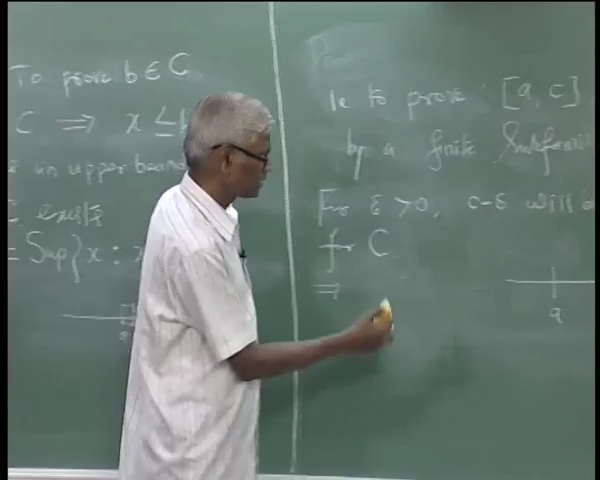 To prove b ∈ C
C ⟹ x ≤ b
an upper bound
exists
= Sup{x :
ie to prove [a, c]
by a finite subfamily
For ε > 0, c-ε will
for C
⟹
a